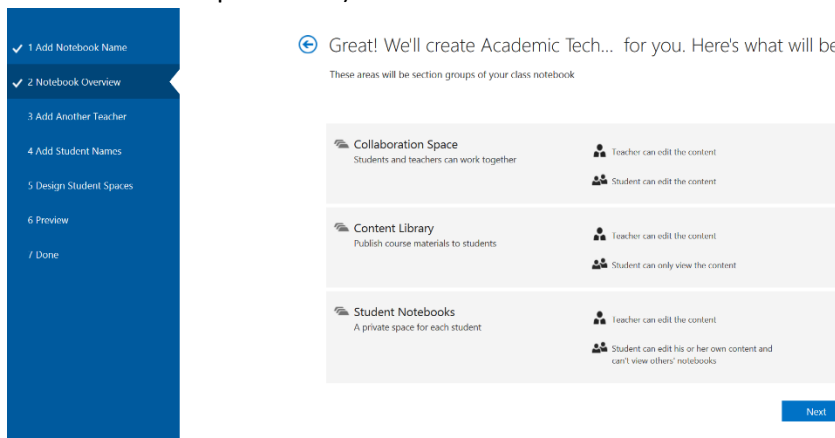 ✓ 1 Add Notebook Name
✓ 2 Notebook Overview
3 Add Another Teacher
4 Add Student Names
5 Design Student Spaces
6 Preview
7 Done
Great! We'll create Academic Tech... for you. Here's what will be
These areas will be section groups of your class notebook
Collaboration Space
Students and teachers can work together
Teacher can edit the content
Student can edit the content
Content Library
Publish course materials to students
Teacher can edit the content
Student can only view the content
Student Notebooks
A private space for each student
Teacher can edit the content
Student can edit his or her own content and
can't view others' notebooks
Next